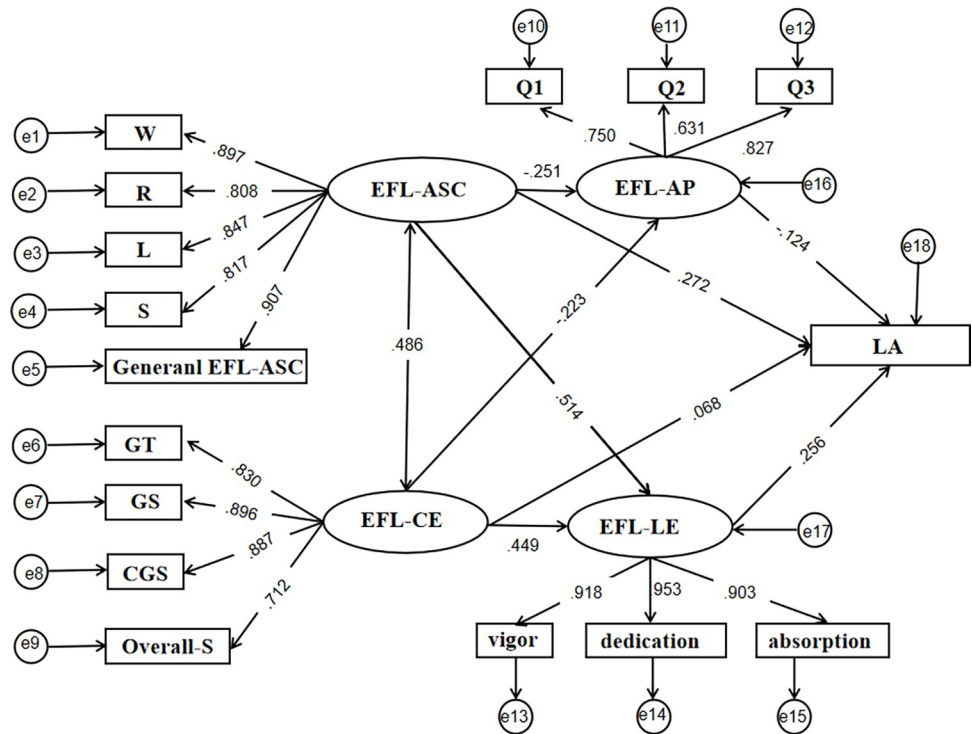 e10
e11
e12
Q1
Q2
Q3
.750
.631
.827
e1
W
.897
e2
R
.808
e3
L
.847
e4
S
.817
e5
Generanl EFL-ASC
.907
EFL-ASC
-.251
EFL-AP
e16
-.124
e18
.272
LA
.486
-.223
.514
.068
.256
e6
GT
.830
e7
GS
.896
e8
CGS
.887
e9
Overall-S
.712
EFL-CE
.449
EFL-LE
e17
.918
.953
.903
vigor
dedication
absorption
e13
e14
e15